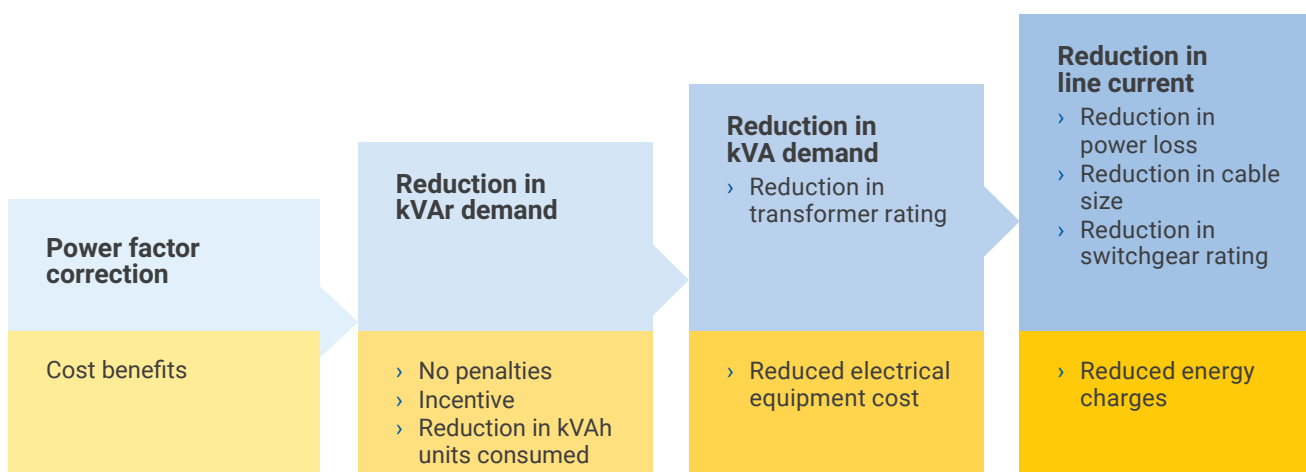 Power factor
correction
Cost benefits
Reduction in
kVAr demand
› No penalties
› Incentive
› Reduction in kVAh
units consumed
Reduction in
kVA demand
› Reduction in
transformer rating
› Reduced electrical
equipment cost
Reduction in
line current
› Reduction in
power loss
› Reduction in cable
size
› Reduction in
switchgear rating
› Reduced energy
charges